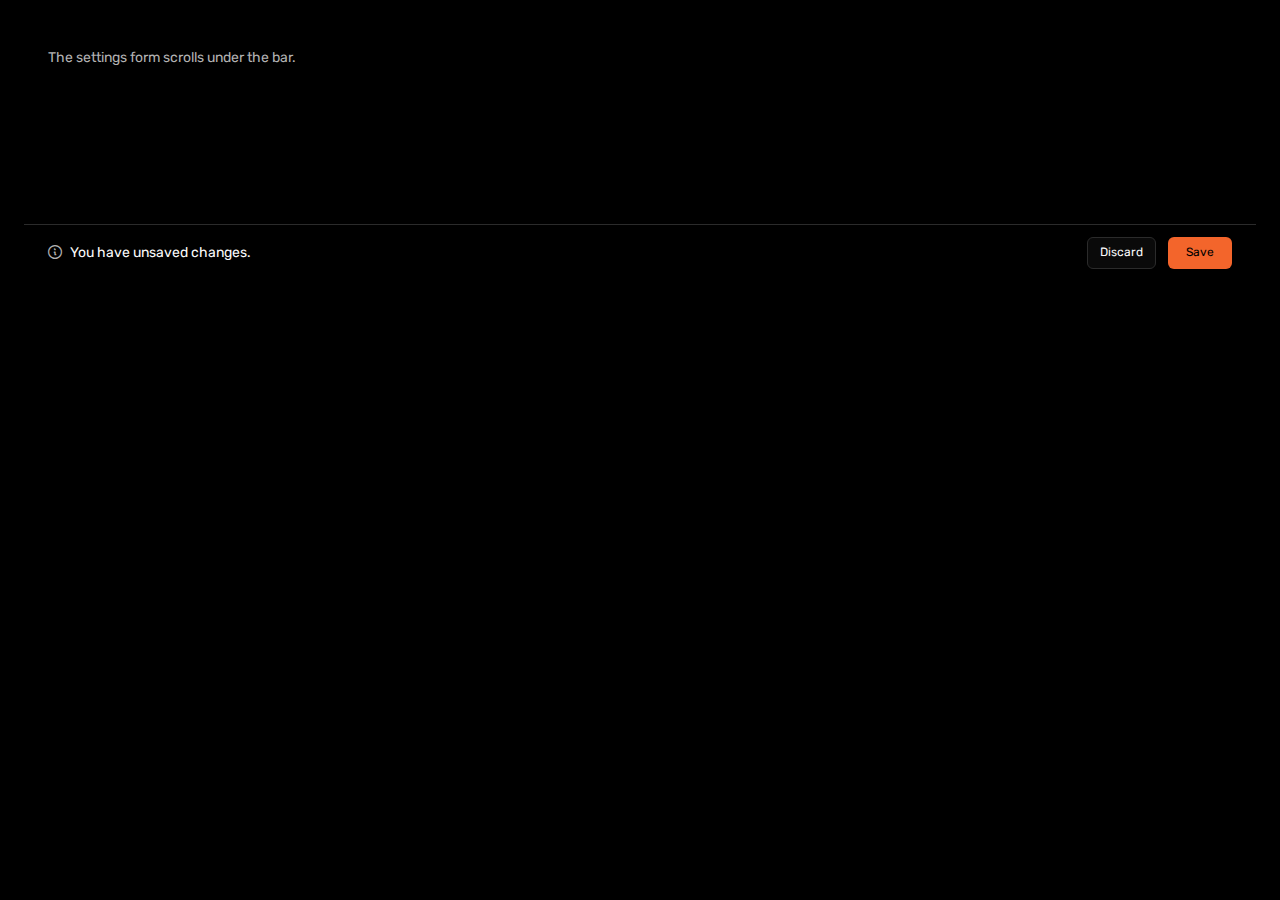 The settings form scrolls under the bar.
You have unsaved changes.
Discard
Save